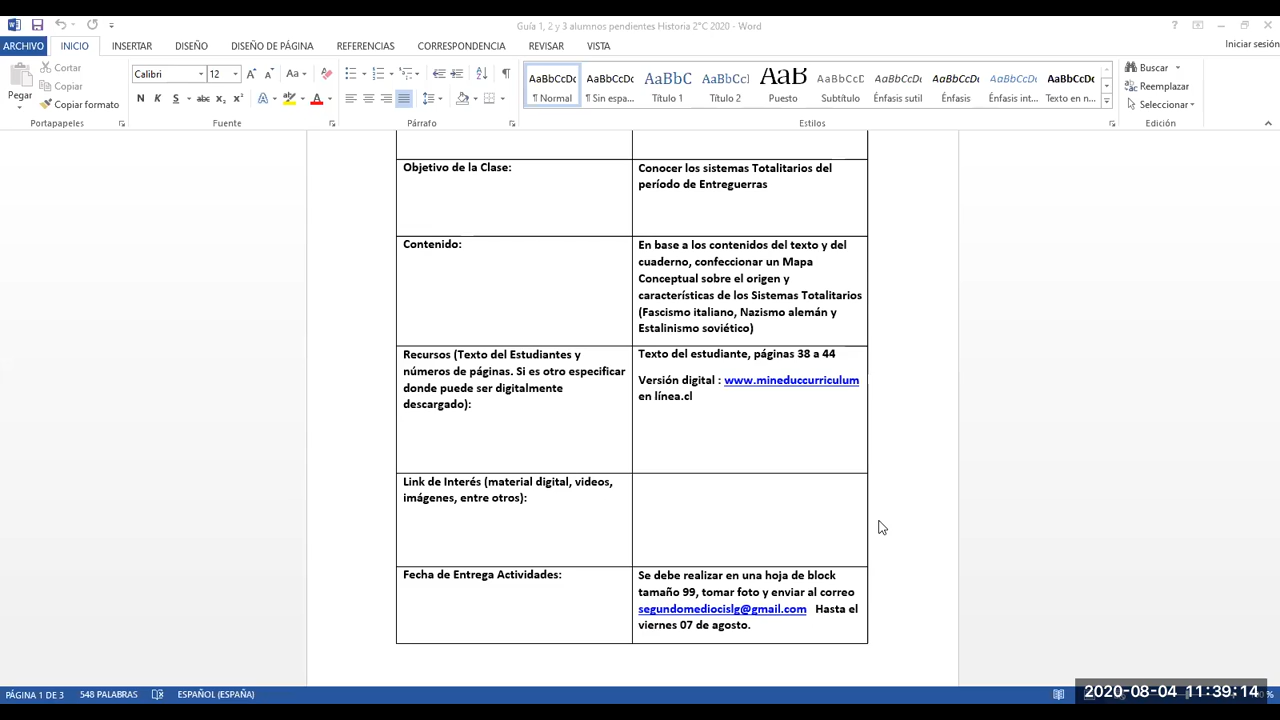 Guía 1, 2 y 3 alumnos pendientes Historia 2°C 2020 - Word
ARCHIVO INICIO INSERTAR DISEÑO DISEÑO DE PÁGINA REFERENCIAS CORRESPONDENCIA REVISAR VISTA Iniciar sesión
Pegar
Cortar
Copiar
Copiar formato
Portapapeles
Calibri 12
N K S abc x₂ x²
Fuente
Párrafo
AaBbCcDc AaBbCcDc AaBbC AaBbCcD AaB AaBbCcD AaBbCcDc AaBbCcDc AaBbCcDc AaBbCcDc
¶ Normal ¶ Sin espa... Título 1 Título 2 Puesto Subtítulo Énfasis sutil Énfasis Énfasis int... Texto en n...
Estilos
Buscar
Reemplazar
Seleccionar
Edición
Objetivo de la Clase:
Conocer los sistemas Totalitarios del
período de Entreguerras
Contenido:
En base a los contenidos del texto y del
cuaderno, confeccionar un Mapa
Conceptual sobre el origen y
características de los Sistemas Totalitarios
(Fascismo italiano, Nazismo alemán y
Estalinismo soviético)
Recursos (Texto del Estudiantes y
números de páginas. Si es otro especificar
donde puede ser digitalmente
descargado):
Texto del estudiante, páginas 38 a 44
Versión digital : www.mineduccurriculum
en línea.cl
Link de Interés (material digital, videos,
imágenes, entre otros):
Fecha de Entrega Actividades:
Se debe realizar en una hoja de block
tamaño 99, tomar foto y enviar al correo
segundomediocislg@gmail.com Hasta el
viernes 07 de agosto.
PÁGINA 1 DE 3 548 PALABRAS ESPAÑOL (ESPAÑA)
2020-08-04 11:39:14